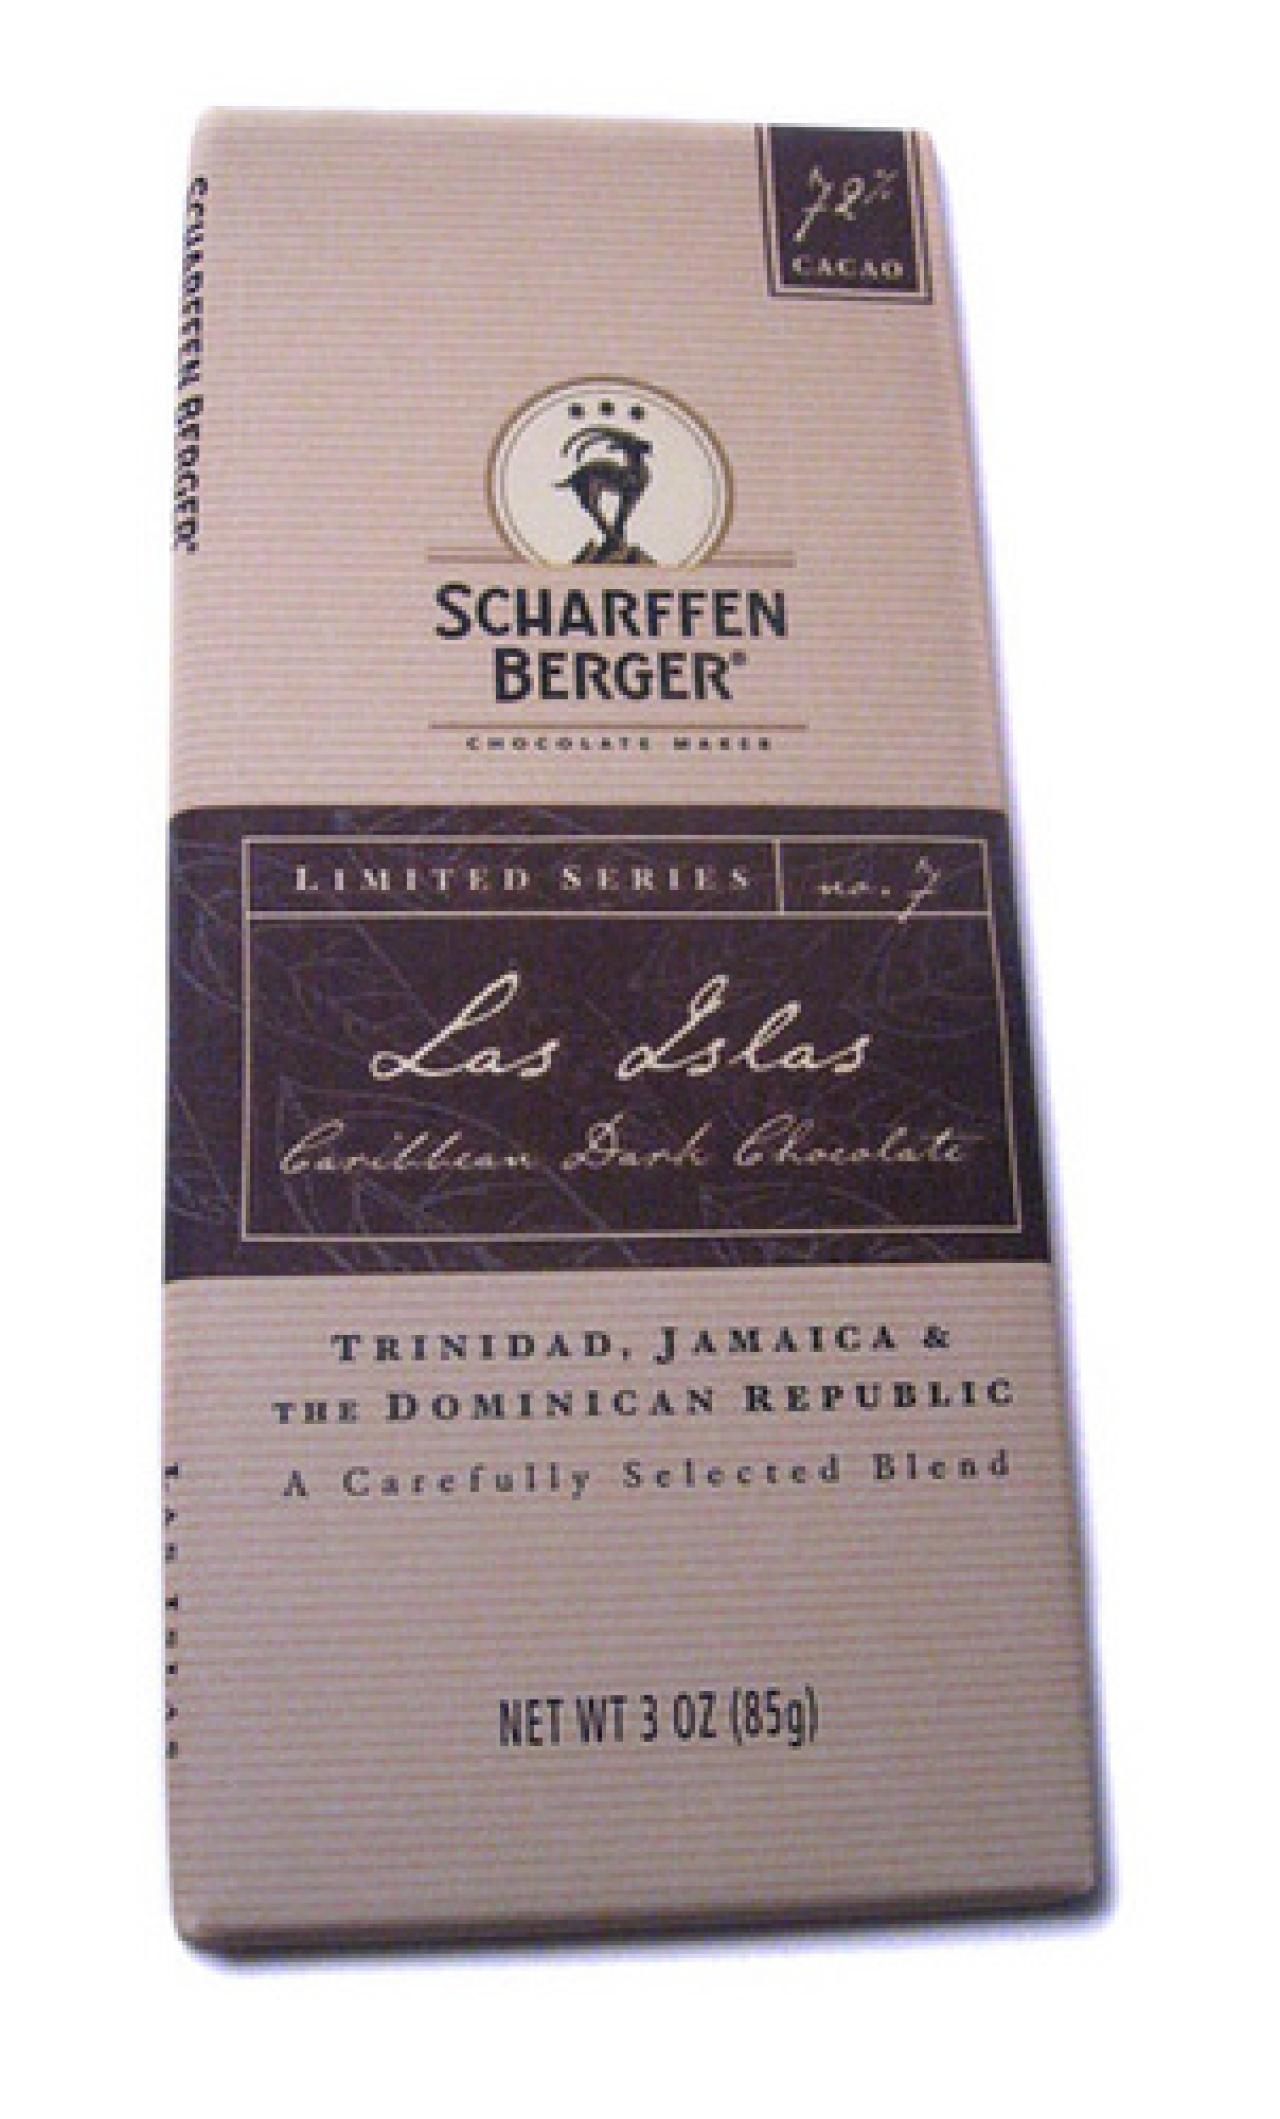 72%
CACAO
SCHARFFEN BERGER
SCHARFFEN
BERGER®
CHOCOLATE MAKER
LIMITED SERIES no. 7
Las Islas
Caribbean Dark Chocolate
TRINIDAD, JAMAICA &
THE DOMINICAN REPUBLIC
A Carefully Selected Blend
NET WT 3 OZ (85g)